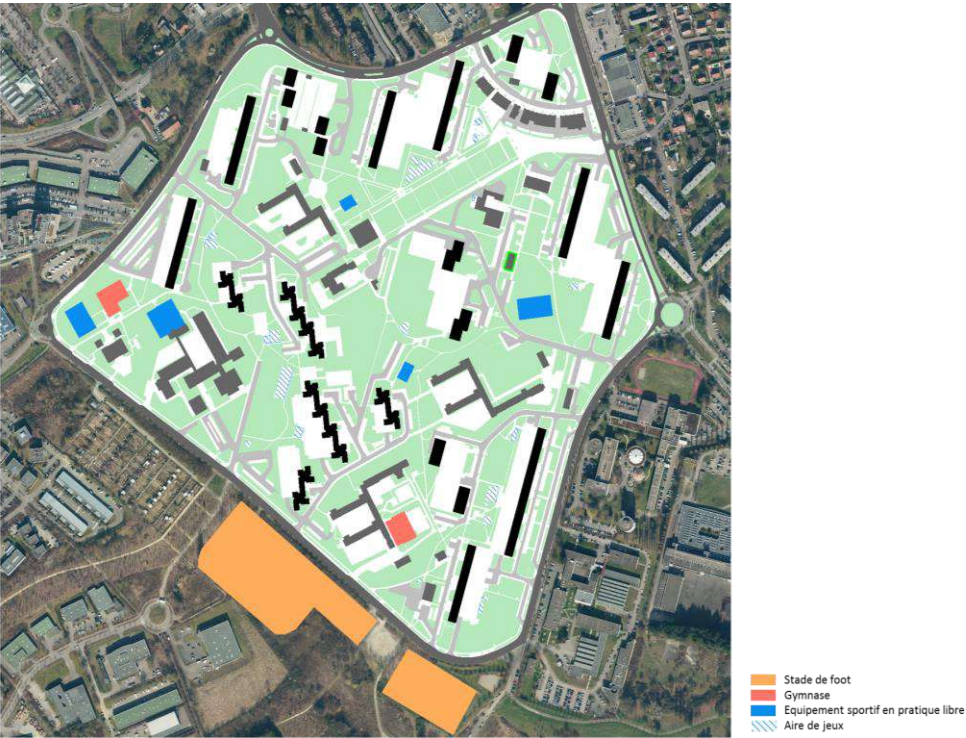 Stade de foot
Gymnase
Equipement sportif en pratique libre
Aire de jeux